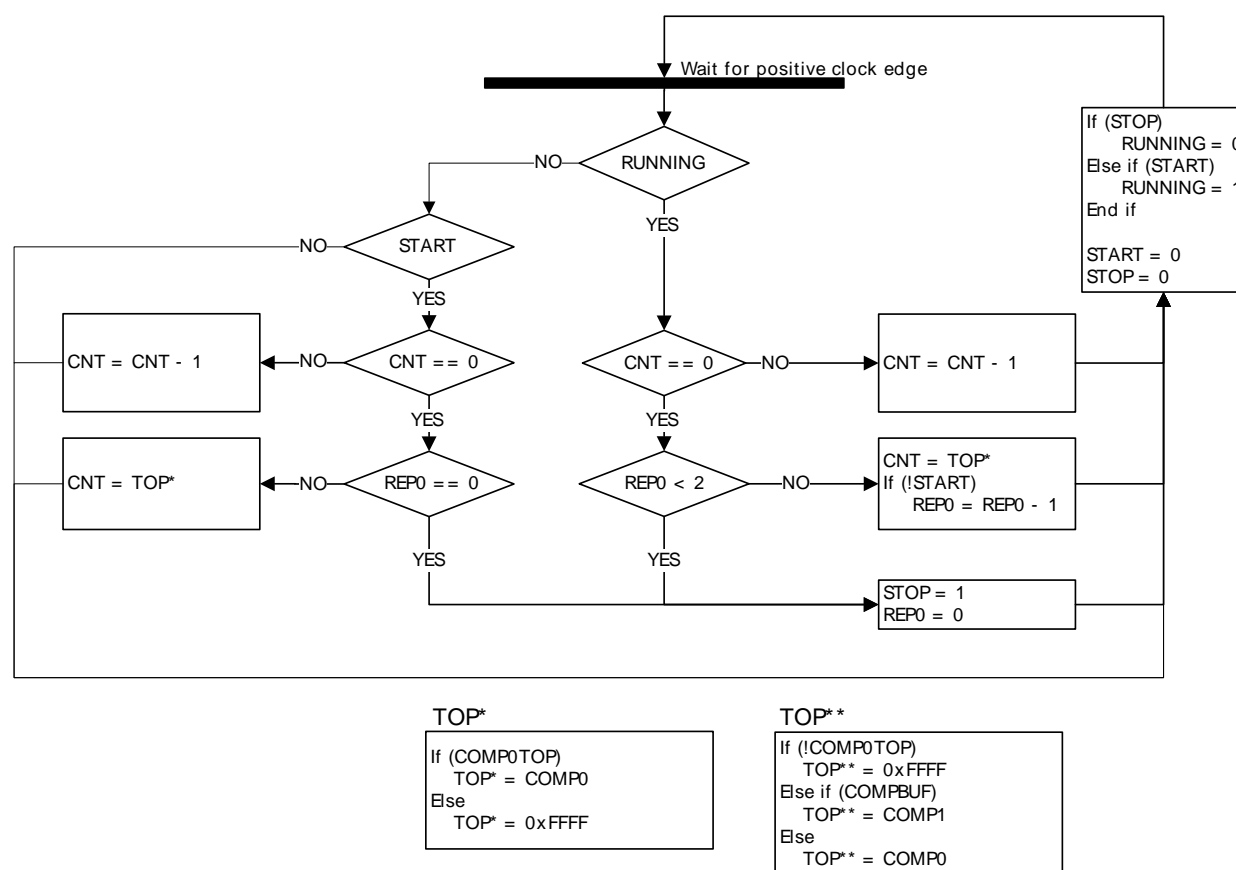 Wait for positive clock edge
RUNNING
NO
YES
If (STOP)
RUNNING = 0
Else if (START)
RUNNING = 1
End if
START = 0
STOP = 0
START
NO
YES
CNT = CNT - 1
NO
CNT == 0
YES
CNT == 0
NO
YES
CNT = CNT - 1
CNT = TOP*
NO
REP0 == 0
YES
REP0 < 2
NO
YES
CNT = TOP*
If (!START)
REP0 = REP0 - 1
STOP = 1
REP0 = 0
TOP*
If (COMP0TOP)
TOP* = COMP0
Else
TOP* = 0xFFFF
TOP**
If (!COMP0TOP)
TOP** = 0xFFFF
Else if (COMPBUF)
TOP** = COMP1
Else
TOP** = COMP0